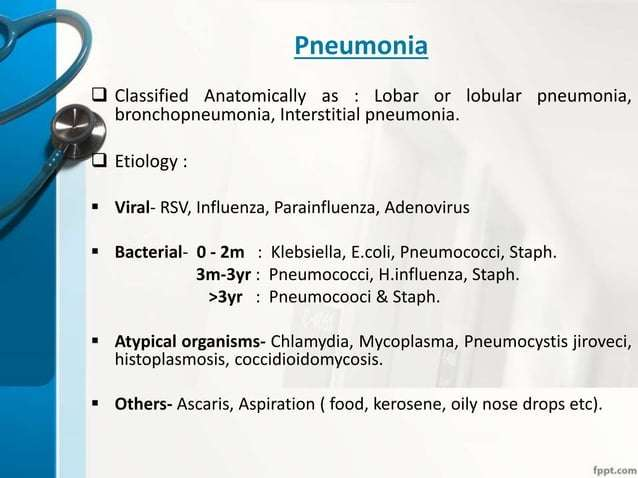 Pneumonia
❑ Classified Anatomically as : Lobar or lobular pneumonia,
bronchopneumonia, Interstitial pneumonia.
❑ Etiology :
▪ Viral- RSV, Influenza, Parainfluenza, Adenovirus
▪ Bacterial- 0 - 2m : Klebsiella, E.coli, Pneumococci, Staph.
3m-3yr : Pneumococci, H.influenza, Staph.
>3yr : Pneumocooci & Staph.
▪ Atypical organisms- Chlamydia, Mycoplasma, Pneumocystis jiroveci,
histoplasmosis, coccidioidomycosis.
▪ Others- Ascaris, Aspiration ( food, kerosene, oily nose drops etc).
fppt.com